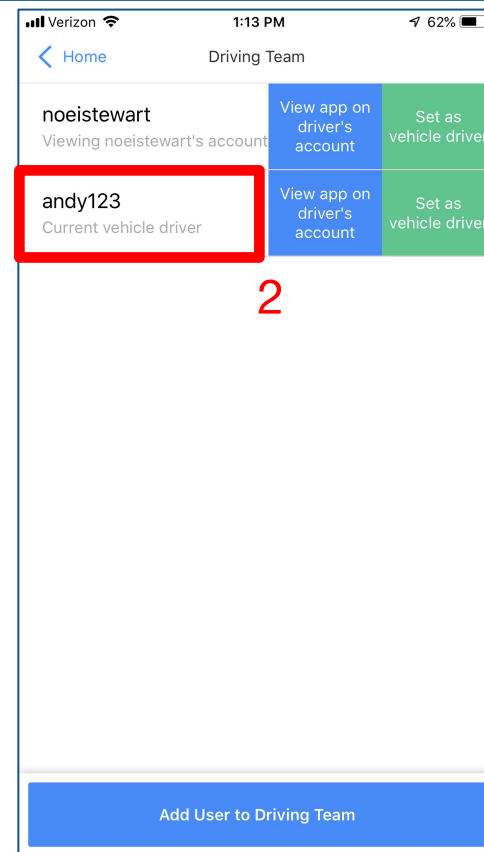 Verizon 1:13 PM 62%
Home Driving Team
noeistewart
Viewing noeistewart's account
View app on
driver's
account
Set as
vehicle driver
andy123
Current vehicle driver
View app on
driver's
account
Set as
vehicle driver
2
Add User to Driving Team